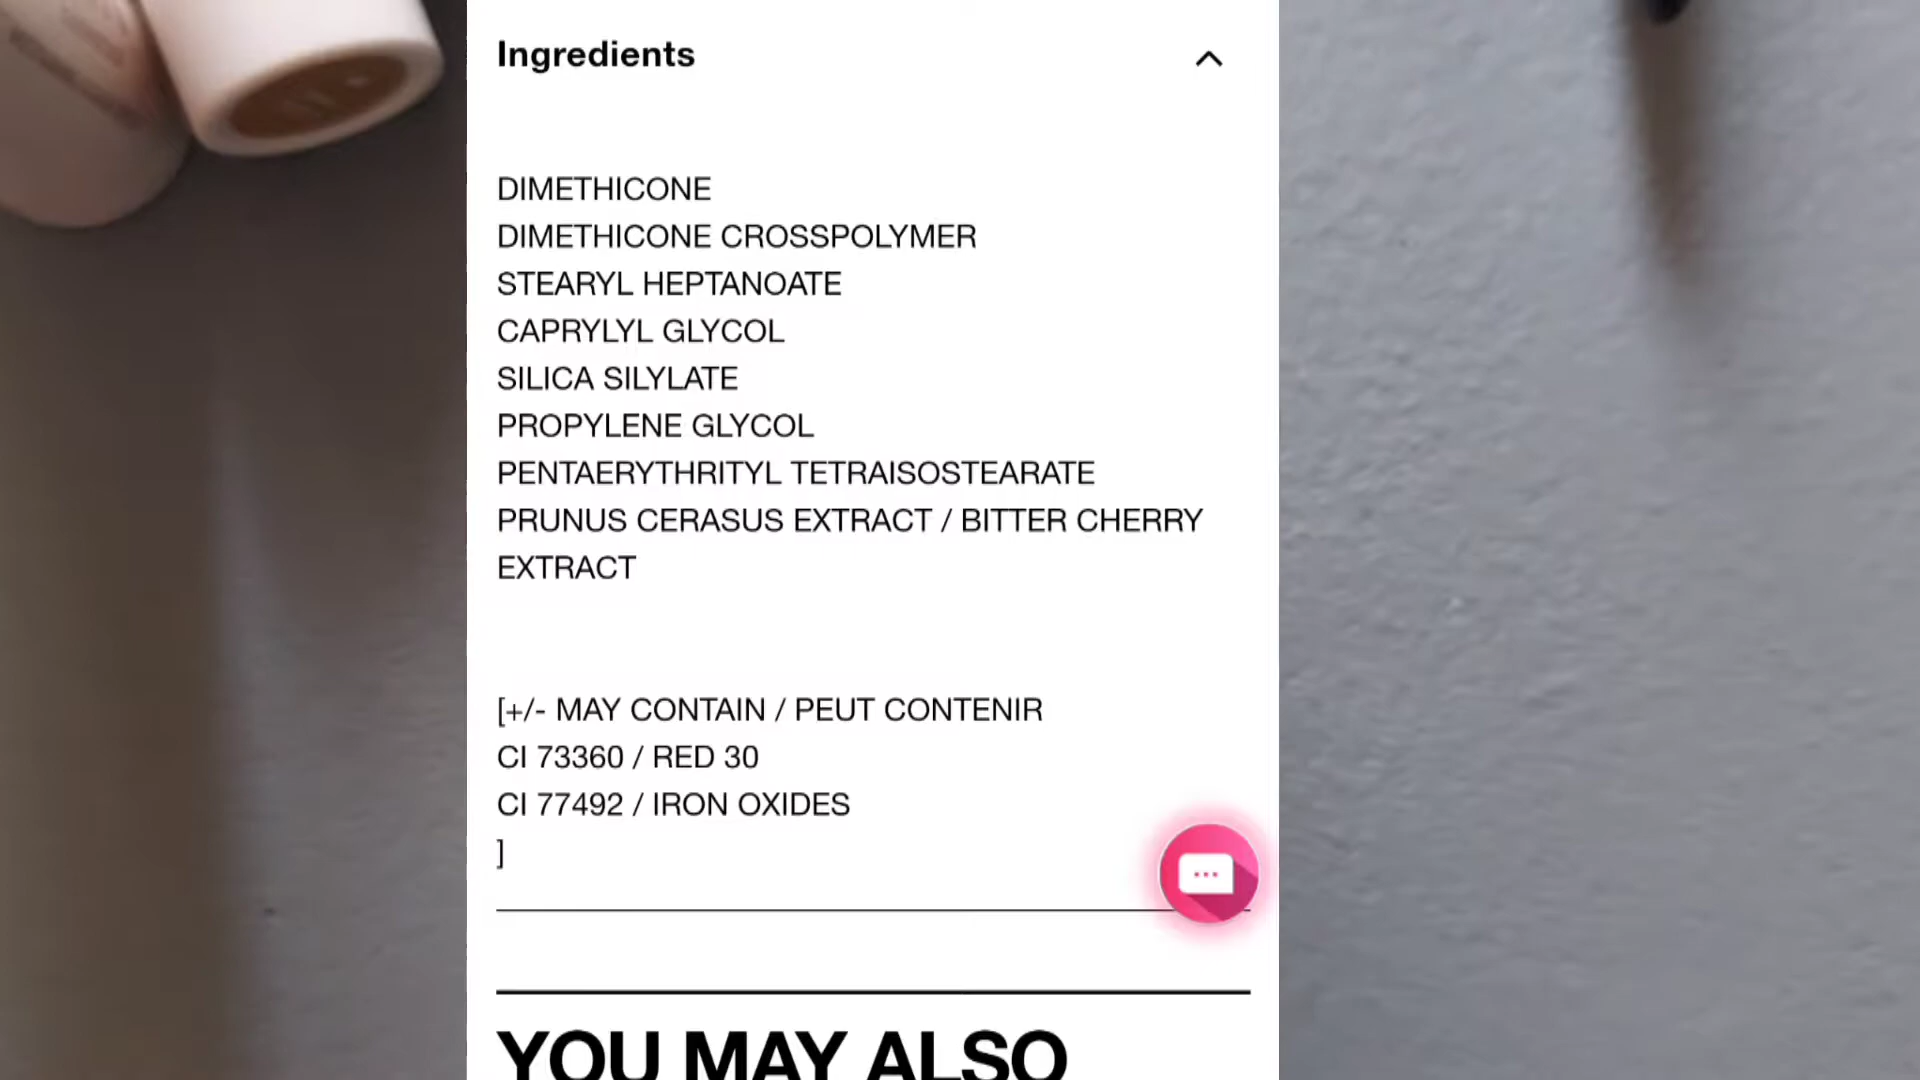 Ingredients
DIMETHICONE
DIMETHICONE CROSSPOLYMER
STEARYL HEPTANOATE
CAPRYLYL GLYCOL
SILICA SILYLATE
PROPYLENE GLYCOL
PENTAERYTHRITYL TETRAISOSTEARATE
PRUNUS CERASUS EXTRACT / BITTER CHERRY
EXTRACT
[+/- MAY CONTAIN / PEUT CONTENIR
CI 73360 / RED 30
CI 77492 / IRON OXIDES
]
YOU MAY ALSO